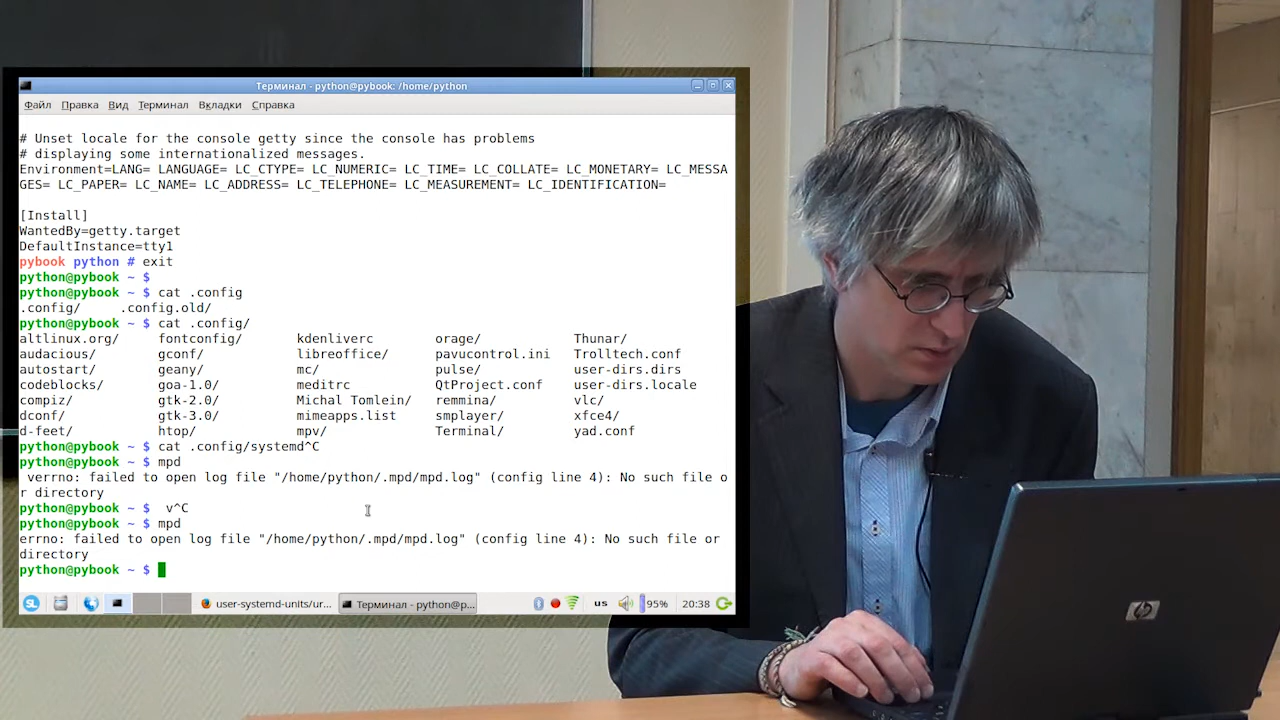 Терминал - python@pybook: /home/python
Файл Правка Вид Терминал Вкладки Справка
# Unset locale for the console getty since the console has problems
# displaying some internationalized messages.
Environment=LANG= LANGUAGE= LC_CTYPE= LC_NUMERIC= LC_TIME= LC_COLLATE= LC_MONETARY= LC_MESSA
GES= LC_PAPER= LC_NAME= LC_ADDRESS= LC_TELEPHONE= LC_MEASUREMENT= LC_IDENTIFICATION=
[Install]
WantedBy=getty.target
DefaultInstance=tty1
pybook python # exit
python@pybook ~ $
python@pybook ~ $ cat .config
.config/ .config.old/
python@pybook ~ $ cat .config/
altlinux.org/ fontconfig/ kdenliverc orage/ Thunar/
audacious/ gconf/ libreoffice/ pavucontrol.ini Trolltech.conf
autostart/ geany/ mc/ pulse/ user-dirs.dirs
codeblocks/ goa-1.0/ meditrc QtProject.conf user-dirs.locale
compiz/ gtk-2.0/ Michal Tomlein/ remmina/ vlc/
dconf/ gtk-3.0/ mimeapps.list smplayer/ xfce4/
d-feet/ htop/ mpv/ Terminal/ yad.conf
python@pybook ~ $ cat .config/systemd^C
python@pybook ~ $ mpd
verrno: failed to open log file "/home/python/.mpd/mpd.log" (config line 4): No such file o
r directory
python@pybook ~ $ v^C
python@pybook ~ $ mpd
errno: failed to open log file "/home/python/.mpd/mpd.log" (config line 4): No such file or
directory
python@pybook ~ $
SL user-systemd-units/ur... Терминал - python@p... us 95% 20:38
hp